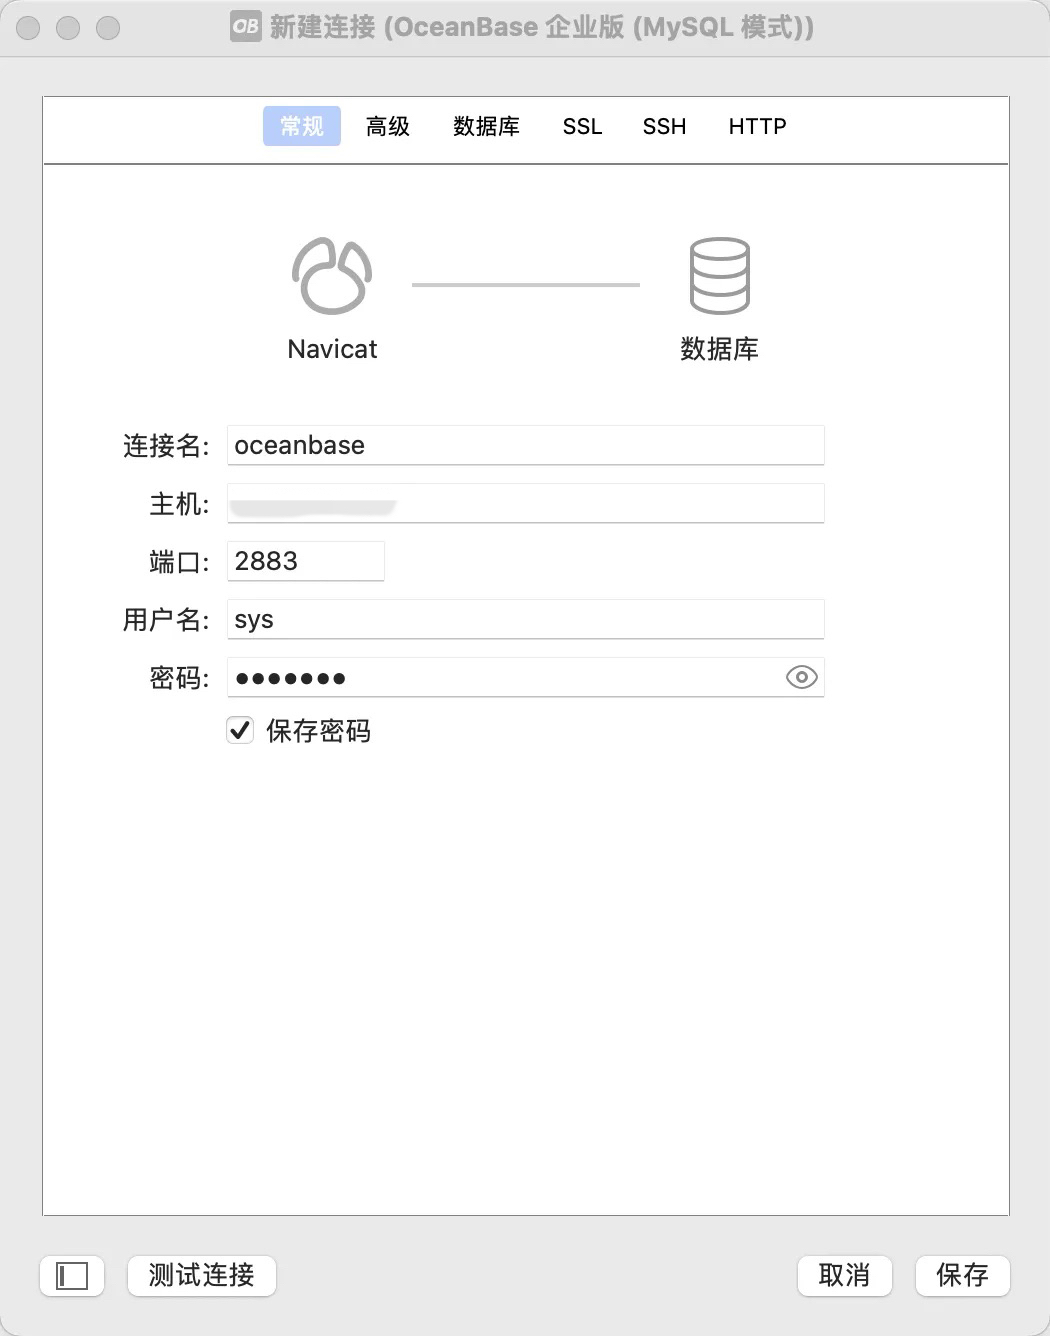 OB 新建连接 (OceanBase 企业版 (MySQL 模式))
常规 高级 数据库 SSL SSH HTTP
Navicat 数据库
连接名: oceanbase
主机:
端口: 2883
用户名: sys
密码: •••••••
保存密码
测试连接 取消 保存